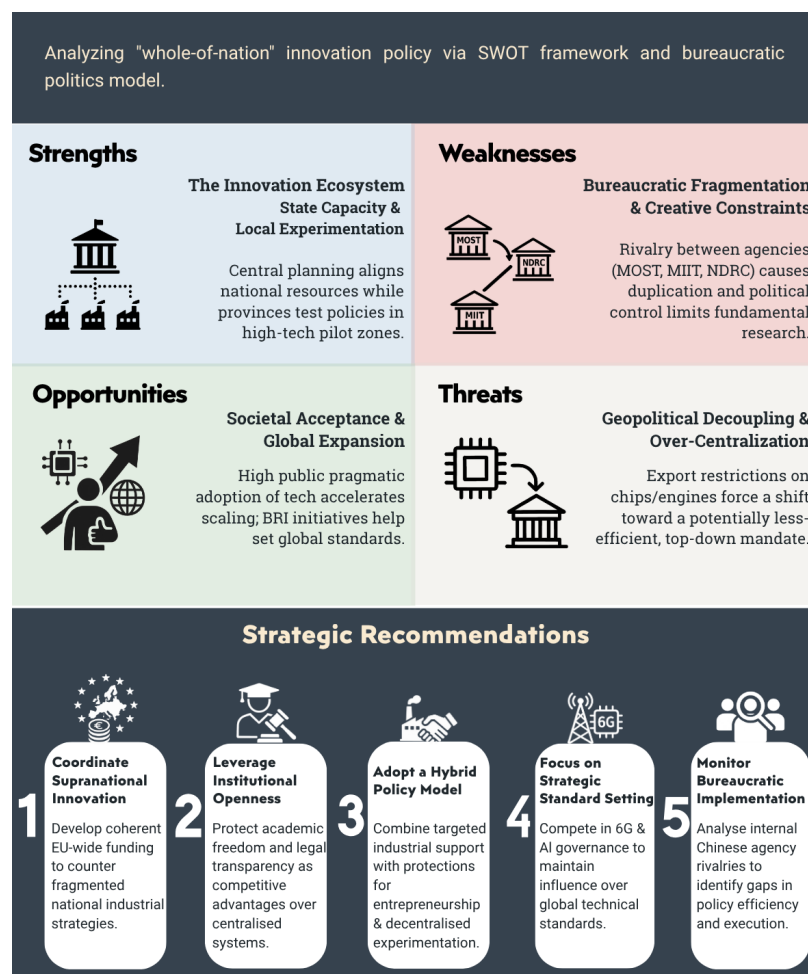 Analyzing "whole-of-nation" innovation policy via SWOT framework and bureaucratic
politics model.
Strengths
The Innovation Ecosystem
State Capacity &
Local Experimentation
Central planning aligns
national resources while
provinces test policies in
high-tech pilot zones.
Weaknesses
Bureaucratic Fragmentation
& Creative Constraints
MOST
NDRC
MIIT
Rivalry between agencies
(MOST, MIIT, NDRC) causes
duplication and political
control limits fundamental
research.
Opportunities
Societal Acceptance &
Global Expansion
High public pragmatic
adoption of tech accelerates
scaling; BRI initiatives help
set global standards.
Threats
Geopolitical Decoupling &
Over-Centralization
Export restrictions on
chips/engines force a shift
toward a potentially less-
efficient, top-down mandate.
Strategic Recommendations
1
Coordinate
Supranational
Innovation
Develop coherent
EU-wide funding
to counter
fragmented
national industrial
strategies.
2
Leverage
Institutional
Openness
Protect academic
freedom and legal
transparency as
competitive
advantages over
centralised
systems.
3
Adopt a Hybrid
Policy Model
Combine targeted
industrial support
with protections
for
entrepreneurship
& decentralised
experimentation.
6G
4
Focus on
Strategic
Standard Setting
Compete in 6G &
AI governance to
maintain
influence over
global technical
standards.
5
Monitor
Bureaucratic
Implementation
Analyse internal
Chinese agency
rivalries to
identify gaps in
policy efficiency
and execution.